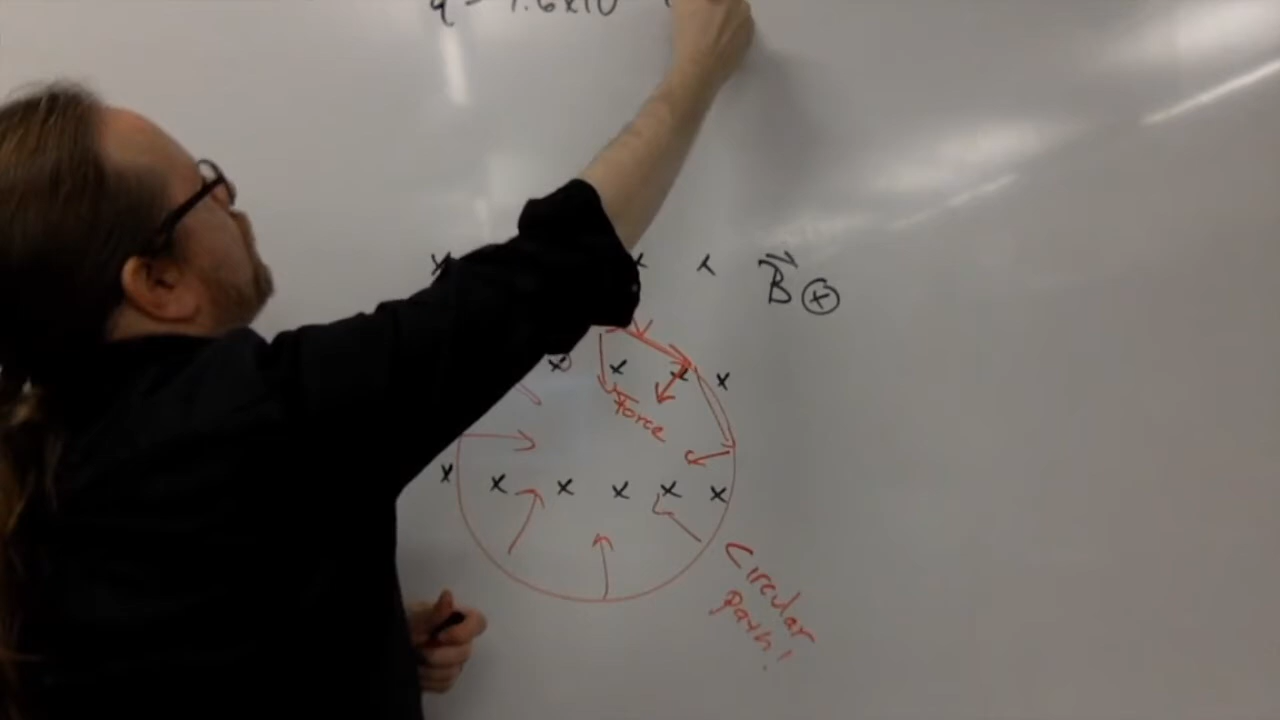 q = 1.6x10
x x x B⃗ ⊗
x x x x
Force
x x x x x x
Circular
path!